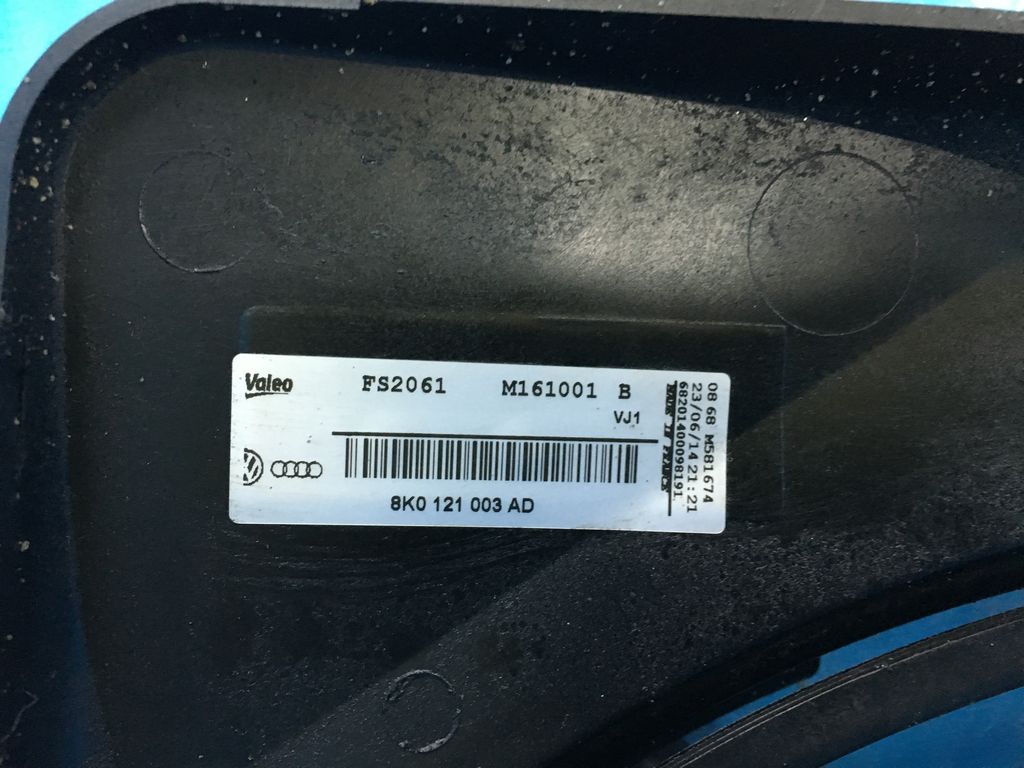 Valeo FS2061 M161001 B
VJ1
8K0 121 003 AD
08 68 M581674
23/06/14 21:21
68201400098191
MADE IN FRANCE